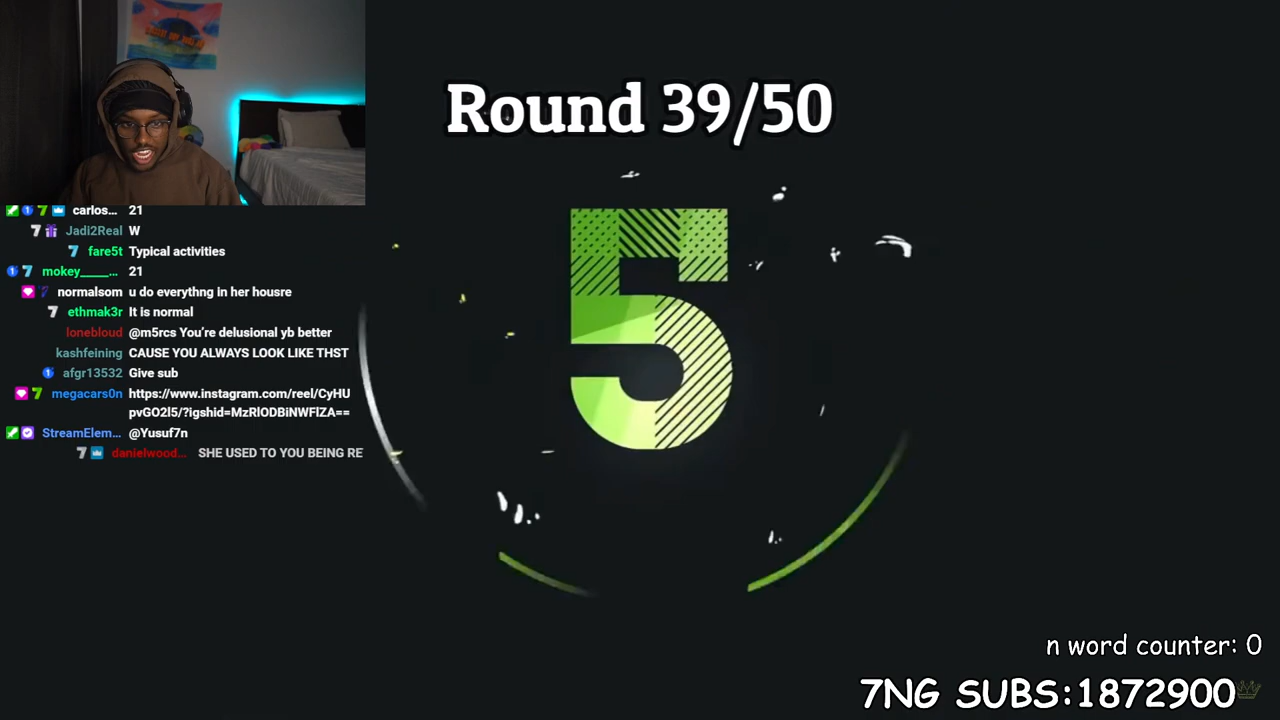 Round 39/50
5
carlos... 21
Jadi2Real W
fare5t Typical activities
mokey_____... 21
normalsom u do everythng in her housre
ethmak3r It is normal
lonebloud @m5rcs You're delusional yb better
kashfeining CAUSE YOU ALWAYS LOOK LIKE THST
afgr13532 Give sub
megacars0n https://www.instagram.com/reel/CyHU
pvGO2l5/?igshid=MzRlODBiNWFlZA==
StreamElem... @Yusuf7n
danielwood... SHE USED TO YOU BEING RE
n word counter: 0
7NG SUBS:1872900